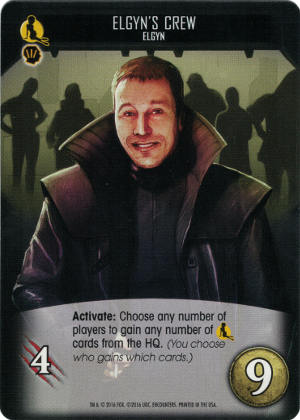 ELGYN'S CREW
ELGYN
Activate: Choose any number of
players to gain any number of
cards from the HQ. (You choose
who gains which cards.)
4
9
TM & © 2016 FOX. © 2016 UDC. ENCOUNTERS. PRINTED IN THE USA.